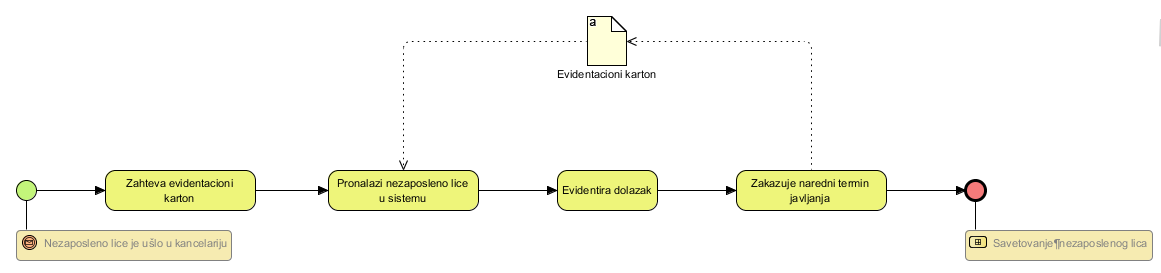 a
Evidentacioni karton
Zahteva evidentacioni
karton
Pronalazi nezaposleno lice
u sistemu
Evidentira dolazak
Zakazuje naredni termin
javljanja
Nezaposleno lice je ušlo u kancelariju
Savetovanje¶nezaposlenog lica